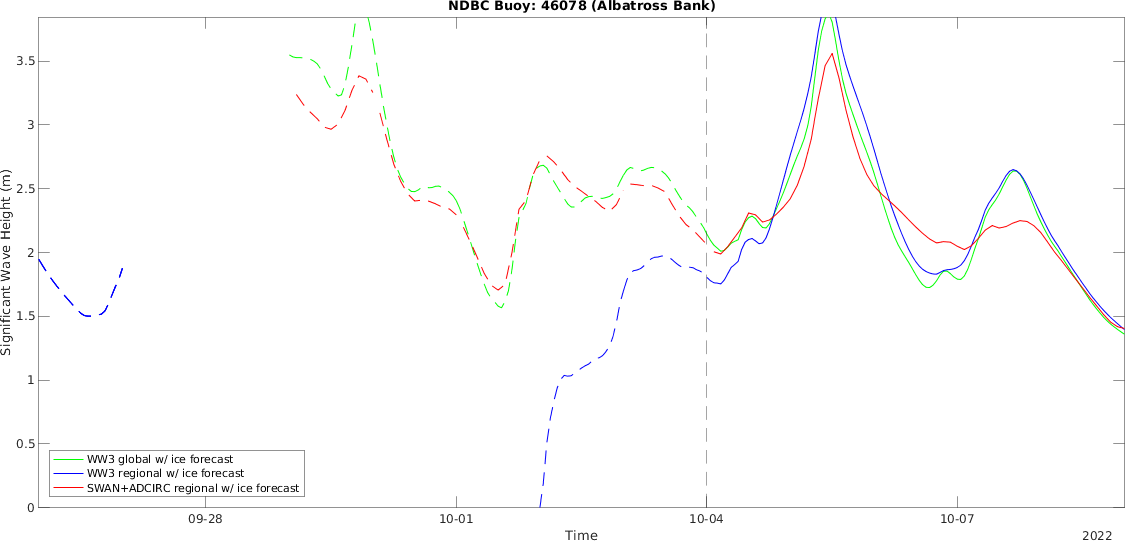 NDBC Buoy: 46078 (Albatross Bank)
3.5
3
2.5
2
1.5
1
0.5
0
Significant Wave Height (m)
WW3 global w/ ice forecast
WW3 regional w/ ice forecast
SWAN+ADCIRC regional w/ ice forecast
09-28
10-01
10-04
10-07
Time
2022